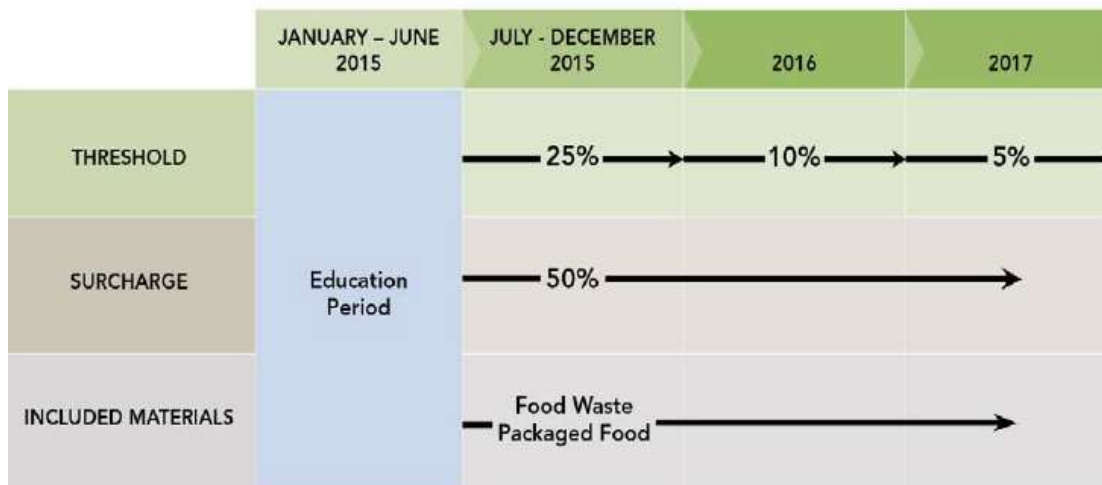 JANUARY – JUNE
2015
JULY - DECEMBER
2015
2016
2017
THRESHOLD
25%
10%
5%
SURCHARGE
Education
Period
50%
INCLUDED MATERIALS
Food Waste
Packaged Food